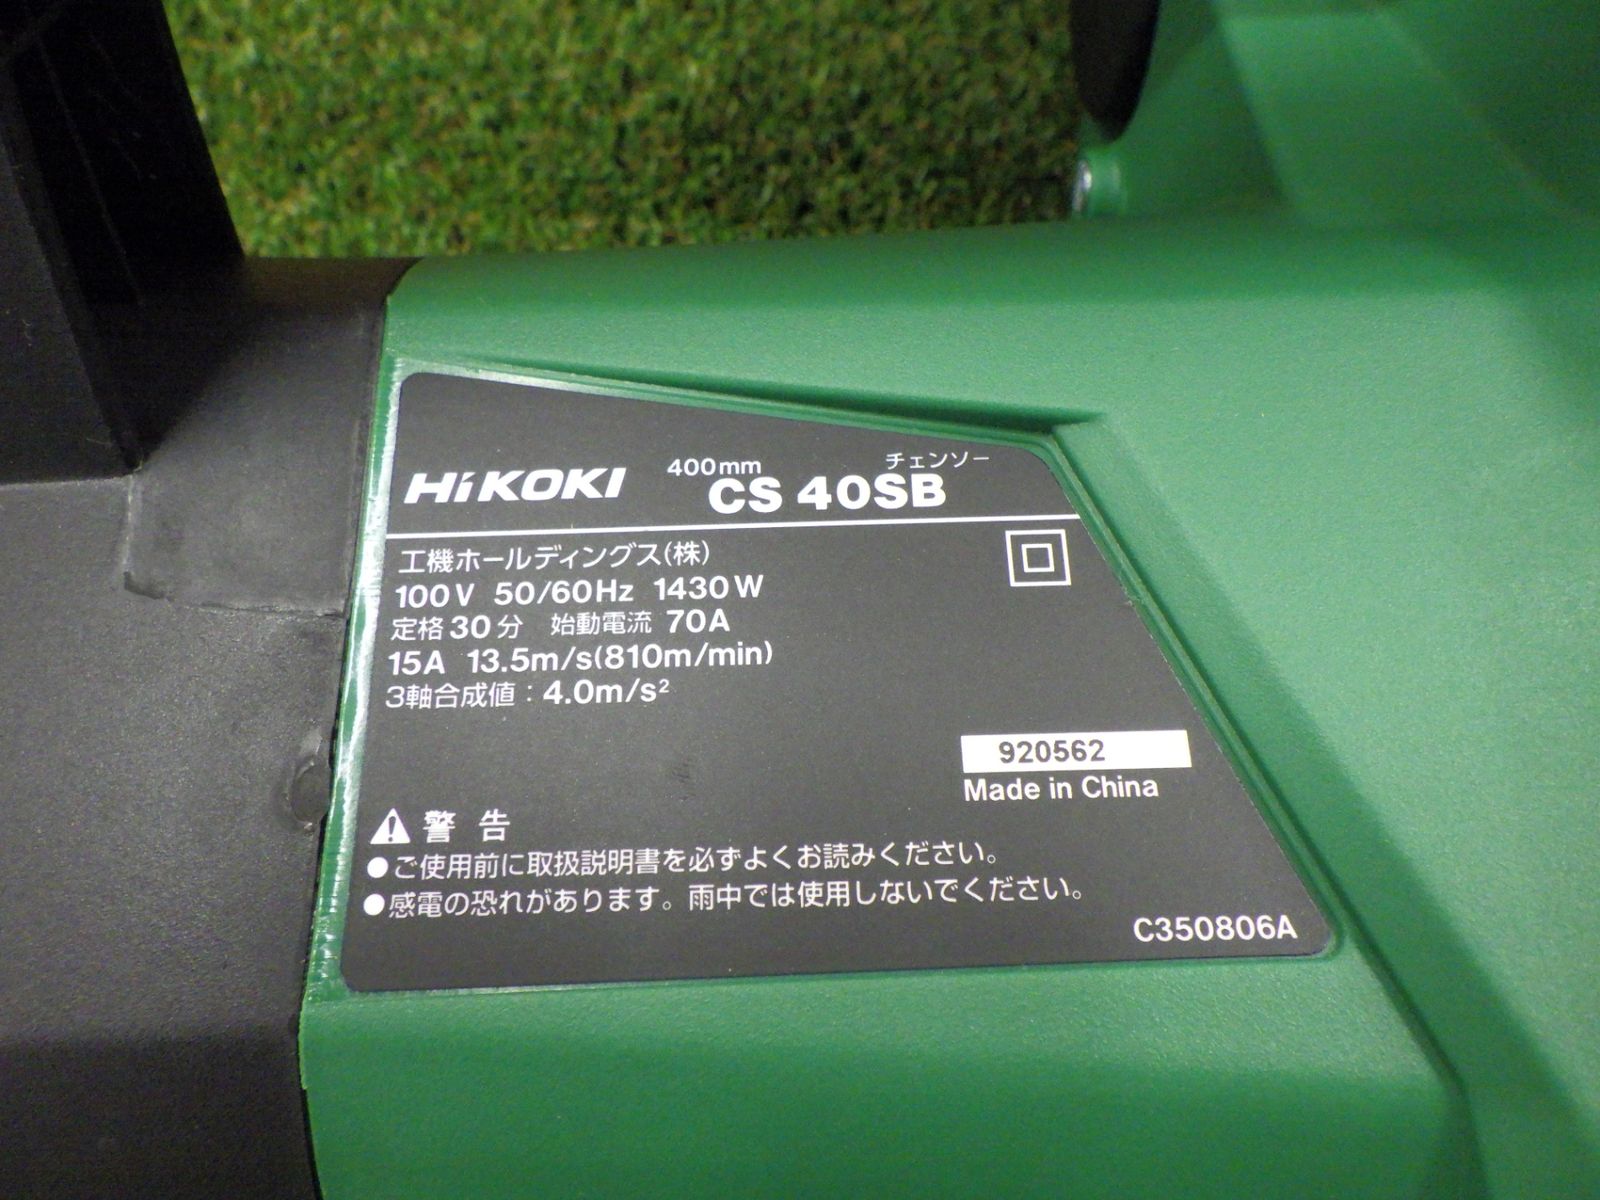 HiKOKI 400mm CS 40SB チェンソー
工機ホールディングス(株)
100V 50/60Hz 1430W
定格30分 始動電流 70A
15A 13.5m/s(810m/min)
3軸合成値：4.0m/s²
920562
Made in China
警告
●ご使用前に取扱説明書を必ずよくお読みください。
●感電の恐れがあります。雨中では使用しないでください。
C350806A